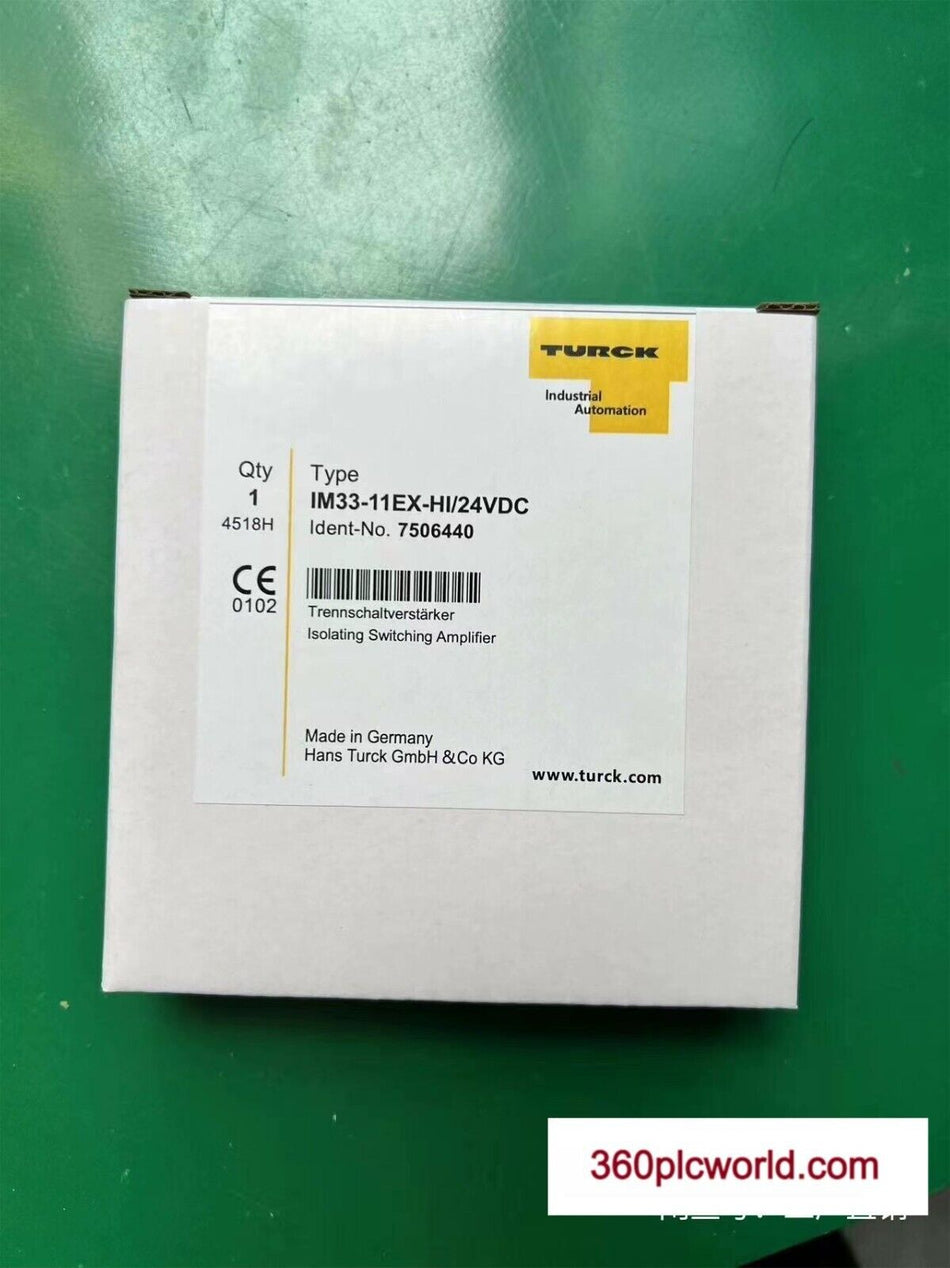 TURCK
Industrial
Automation
Qty
1
4518H
Type
IM33-11EX-HI/24VDC
Ident-No. 7506440
CE
0102
Trennschaltverstärker
Isolating Switching Amplifier
Made in Germany
Hans Turck GmbH &Co KG
www.turck.com
360plcworld.com